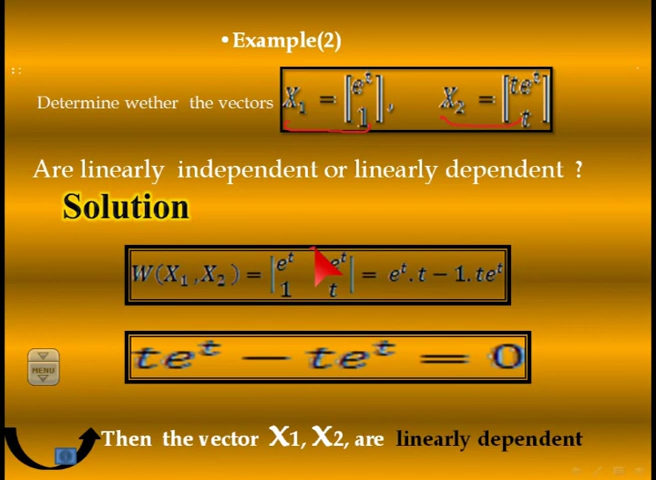 • Example(2)
Determine wether the vectors X₁ = [eᵗ 1], X₂ = [teᵗ t]
Are linearly independent or linearly dependent ?
Solution
W(X₁,X₂) = |eᵗ eᵗ 1 t| = eᵗ.t − 1.teᵗ
teᵗ − teᵗ = 0
MENU
Then the vector X1, X2, are linearly dependent